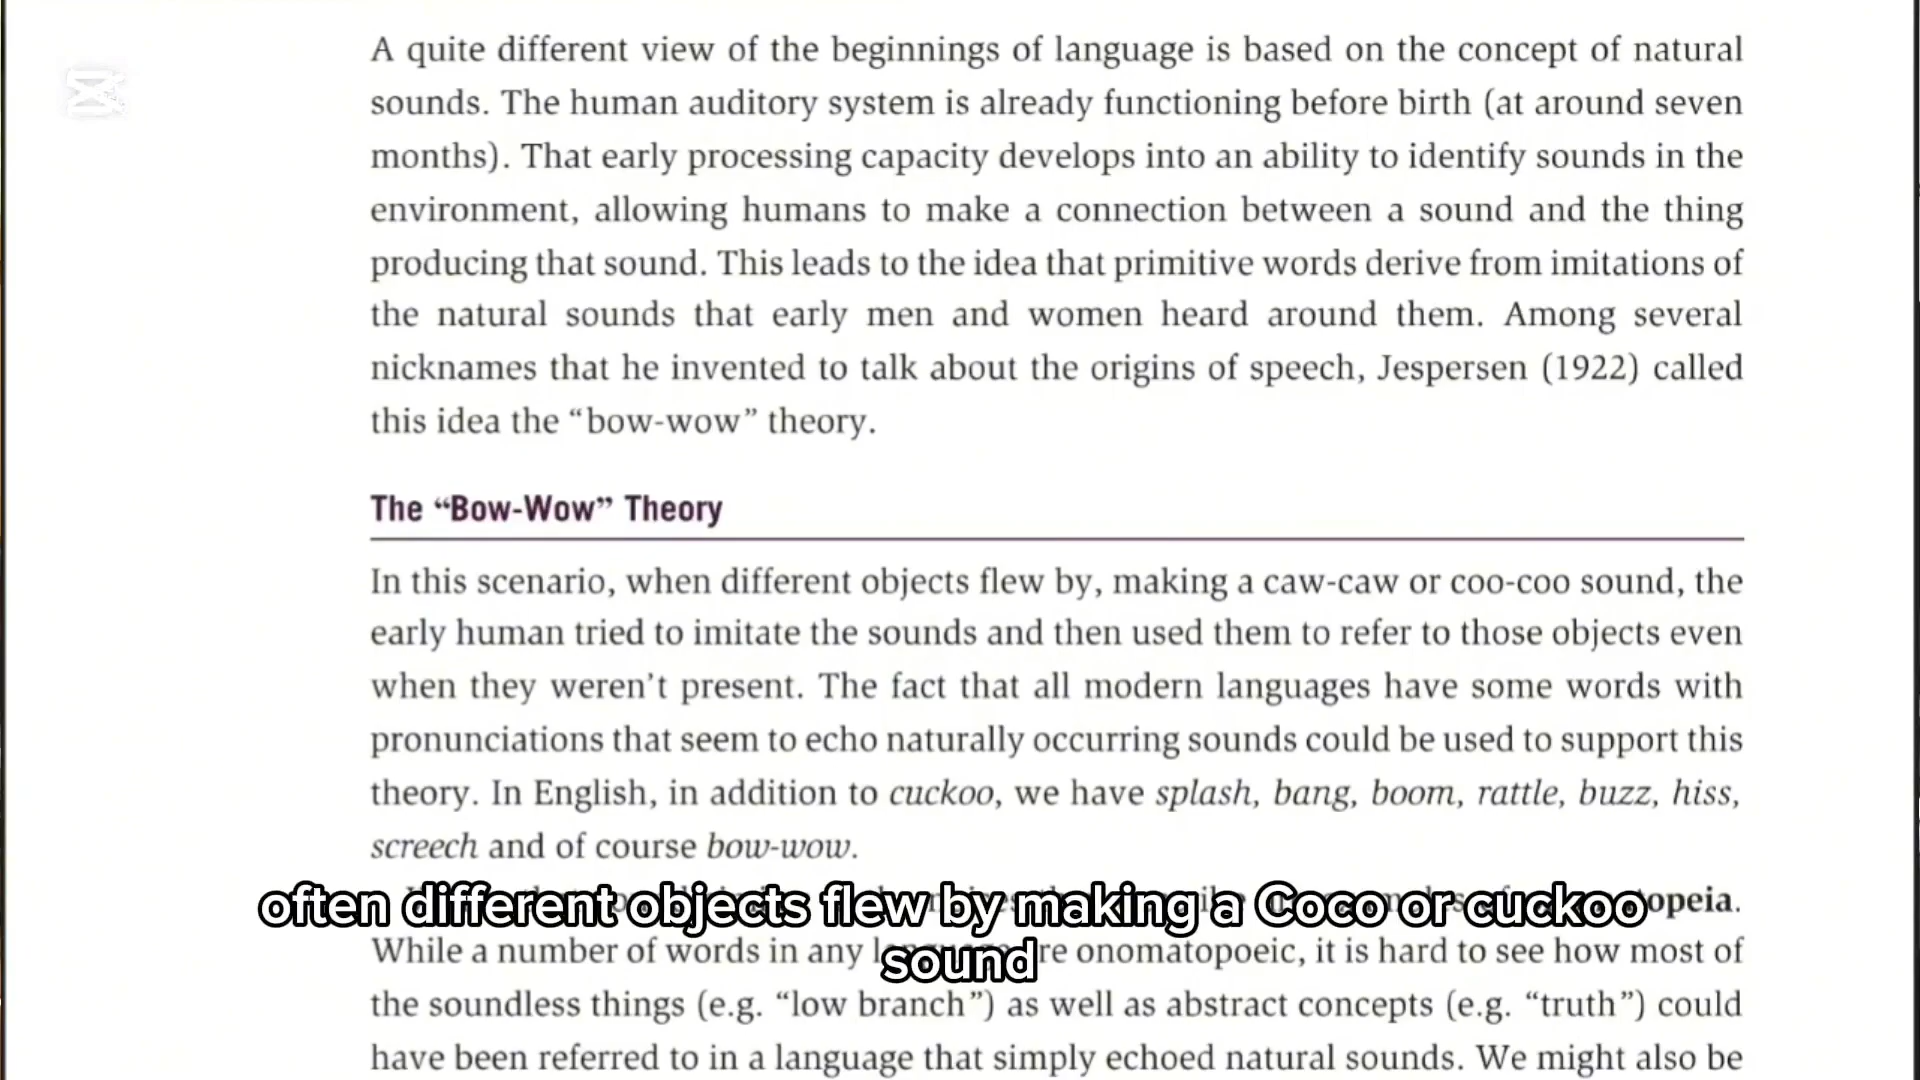 A quite different view of the beginnings of language is based on the concept of natural
sounds. The human auditory system is already functioning before birth (at around seven
months). That early processing capacity develops into an ability to identify sounds in the
environment, allowing humans to make a connection between a sound and the thing
producing that sound. This leads to the idea that primitive words derive from imitations of
the natural sounds that early men and women heard around them. Among several
nicknames that he invented to talk about the origins of speech, Jespersen (1922) called
this idea the “bow-wow” theory.
The “Bow-Wow” Theory
In this scenario, when different objects flew by, making a caw-caw or coo-coo sound, the
early human tried to imitate the sounds and then used them to refer to those objects even
when they weren’t present. The fact that all modern languages have some words with
pronunciations that seem to echo naturally occurring sounds could be used to support this
theory. In English, in addition to cuckoo, we have splash, bang, boom, rattle, buzz, hiss,
screech and of course bow-wow.
often different objects flew by making a Coco or cuckoo
sound
While a number of words in any onomatopoeic, it is hard to see how most of
the soundless things (e.g. “low branch”) as well as abstract concepts (e.g. “truth”) could
have been referred to in a language that simply echoed natural sounds. We might also be